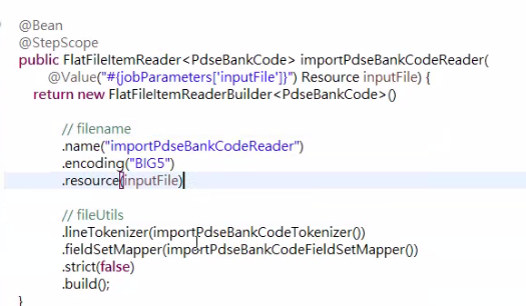 @Bean
@StepScope
public FlatFileItemReader<PdseBankCode> importPdseBankCodeReader(
@Value("#{jobParameters['inputFile']}") Resource inputFile) {
return new FlatFileItemReaderBuilder<PdseBankCode>()
// filename
.name("importPdseBankCodeReader")
.encoding("BIG5")
.resource(inputFile)
// fileUtils
.lineTokenizer(importPdseBankCodeTokenizer())
.fieldSetMapper(importPdseBankCodeFieldSetMapper())
.strict(false)
.build();
}